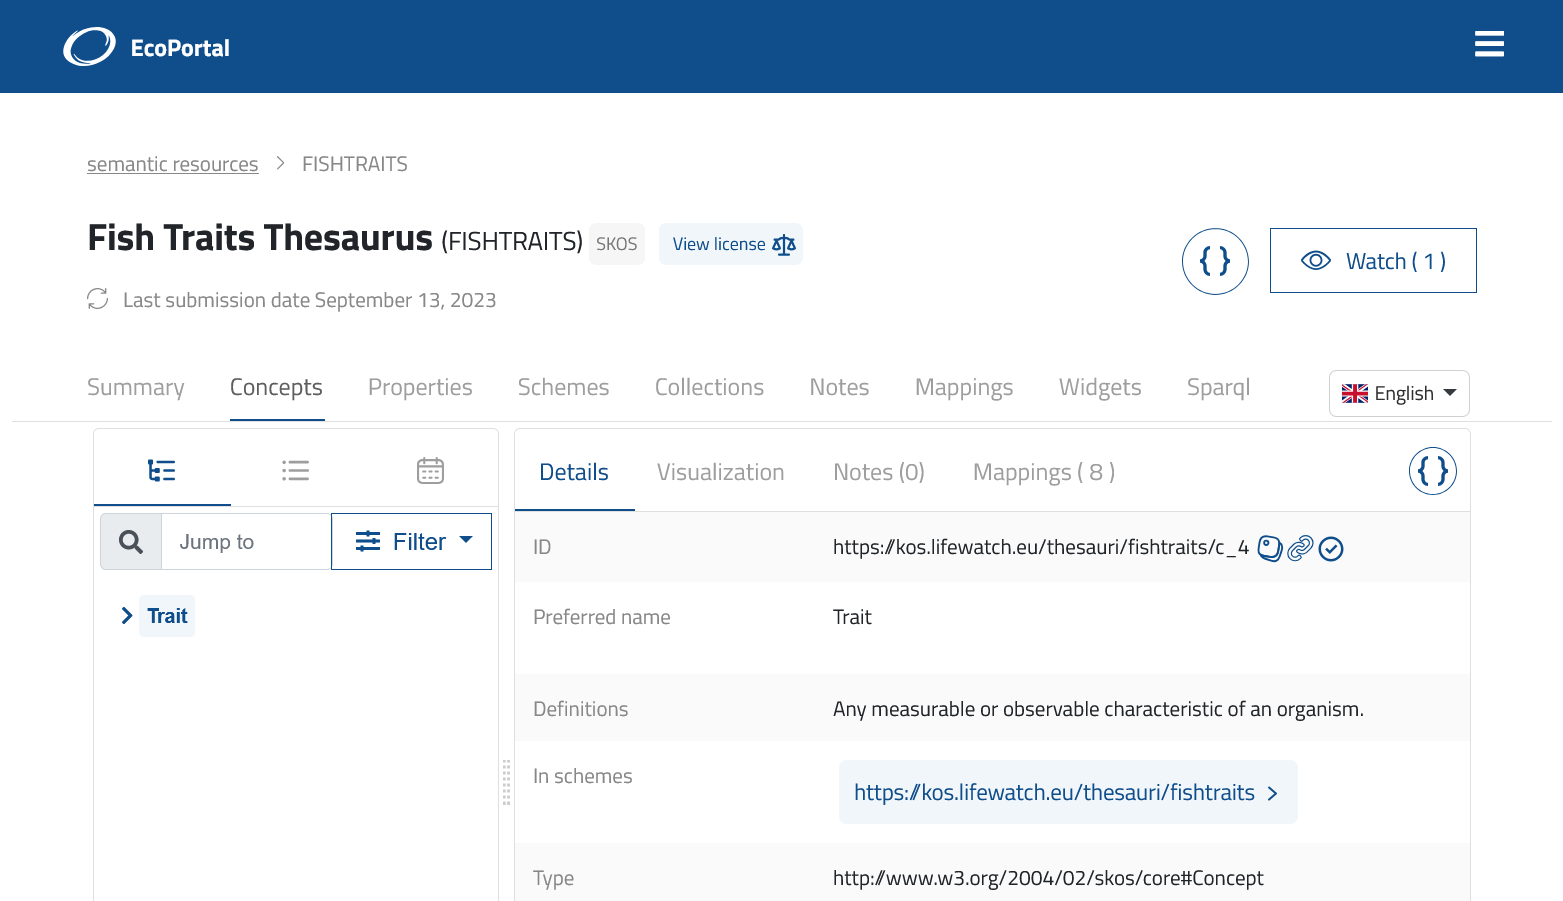 EcoPortal
semantic resources > FISHTRAITS
Fish Traits Thesaurus (FISHTRAITS) SKOS View license
{ } Watch ( 1 )
Last submission date September 13, 2023
Summary Concepts Properties Schemes Collections Notes Mappings Widgets Sparql English
Details Visualization Notes (0) Mappings ( 8 ) { }
Jump to Filter
Trait
ID https://kos.lifewatch.eu/thesauri/fishtraits/c_4
Preferred name Trait
Definitions Any measurable or observable characteristic of an organism.
In schemes https://kos.lifewatch.eu/thesauri/fishtraits >
Type http://www.w3.org/2004/02/skos/core#Concept